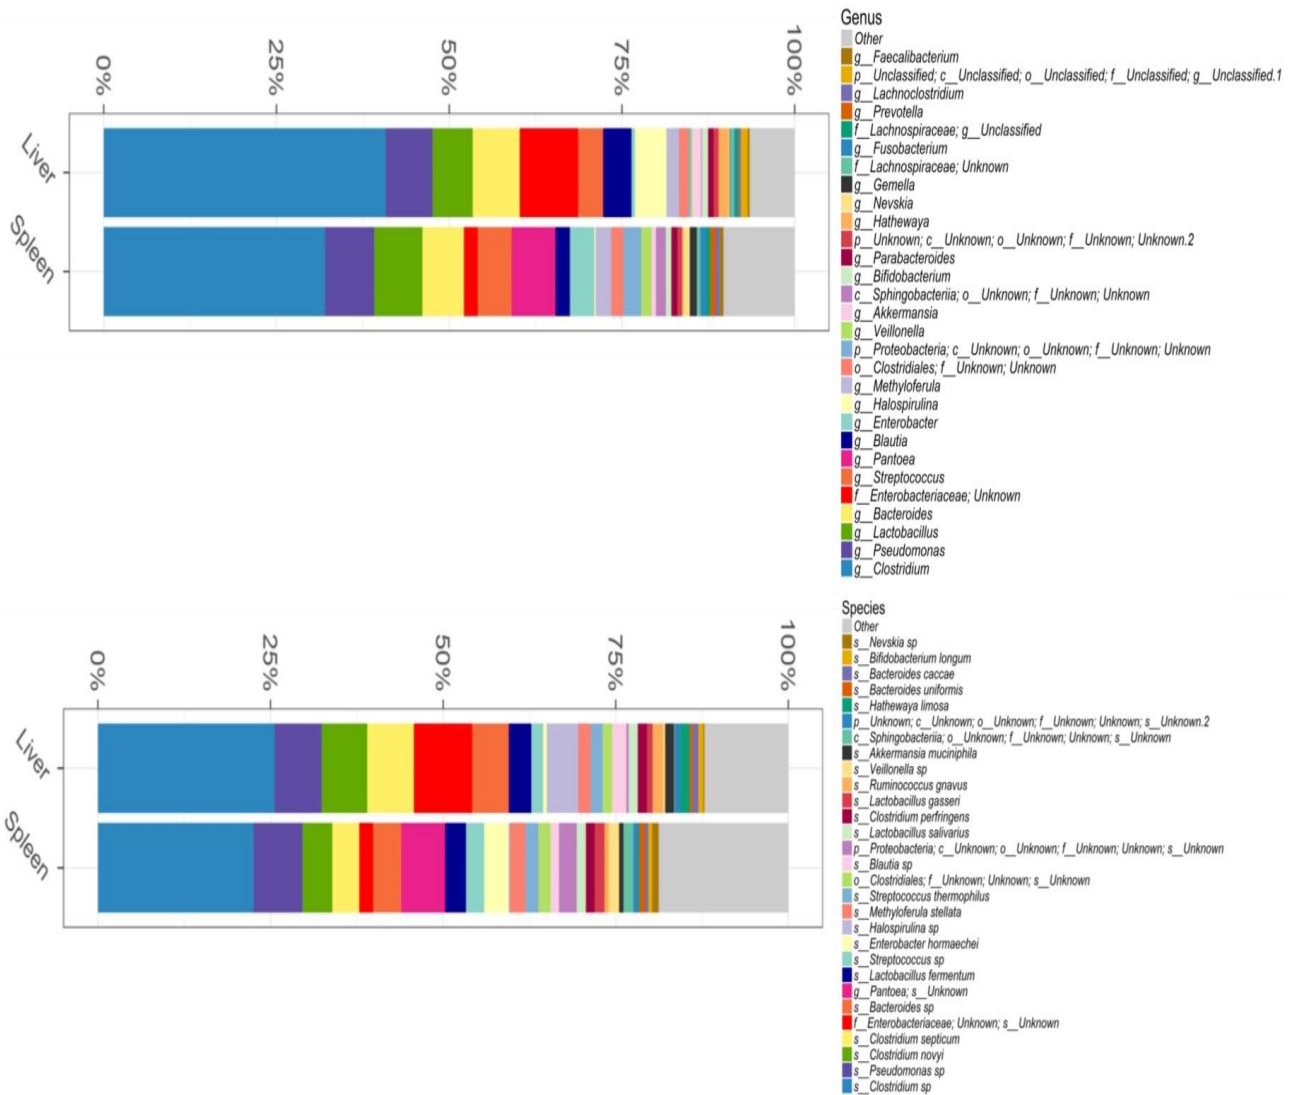 0%
25%
50%
75%
100%
Liver
Spleen
Genus
Other
g__Faecalibacterium
p__Unclassified; c__Unclassified; o__Unclassified; f__Unclassified; g__Unclassified.1
g__Lachnoclostridium
g__Prevotella
f__Lachnospiraceae; g__Unclassified
g__Fusobacterium
f__Lachnospiraceae; Unknown
g__Gemella
g__Nevskia
g__Hathewaya
p__Unknown; c__Unknown; o__Unknown; f__Unknown; Unknown.2
g__Parabacteroides
g__Bifidobacterium
c__Sphingobacteriia; o__Unknown; f__Unknown; Unknown
g__Akkermansia
g__Veillonella
p__Proteobacteria; c__Unknown; o__Unknown; f__Unknown; Unknown
o__Clostridiales; f__Unknown; Unknown
g__Methyloferula
g__Halospirulina
g__Enterobacter
g__Blautia
g__Pantoea
g__Streptococcus
f__Enterobacteriaceae; Unknown
g__Bacteroides
g__Lactobacillus
g__Pseudomonas
g__Clostridium
0%
25%
50%
75%
100%
Liver
Spleen
Species
Other
s__Nevskia sp
s__Bifidobacterium longum
s__Bacteroides caccae
s__Bacteroides uniformis
s__Hathewaya limosa
p__Unknown; c__Unknown; o__Unknown; f__Unknown; Unknown; s__Unknown.2
c__Sphingobacteriia; o__Unknown; f__Unknown; Unknown; s__Unknown
s__Akkermansia muciniphila
s__Veillonella sp
s__Ruminococcus gnavus
s__Lactobacillus gasseri
s__Clostridium perfringens
s__Lactobacillus salivarius
p__Proteobacteria; c__Unknown; o__Unknown; f__Unknown; Unknown; s__Unknown
s__Blautia sp
o__Clostridiales; f__Unknown; Unknown; s__Unknown
s__Streptococcus thermophilus
s__Methyloferula stellata
s__Halospirulina sp
s__Enterobacter hormaechei
s__Streptococcus sp
s__Lactobacillus fermentum
g__Pantoea; s__Unknown
s__Bacteroides sp
f__Enterobacteriaceae; Unknown; s__Unknown
s__Clostridium septicum
s__Clostridium novyi
s__Pseudomonas sp
s__Clostridium sp